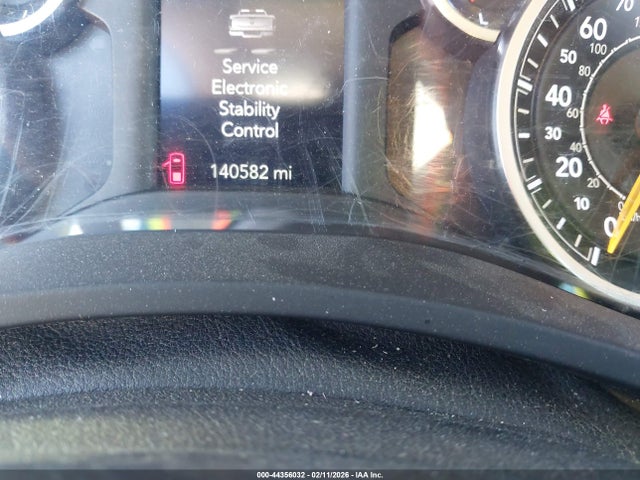 Service
Electronic
Stability
Control
140582 mi
L
70
60
100
80
40
60
30
40
20
20
10
0
0
000-44356032 - 02/11/2026 - IAA Inc.